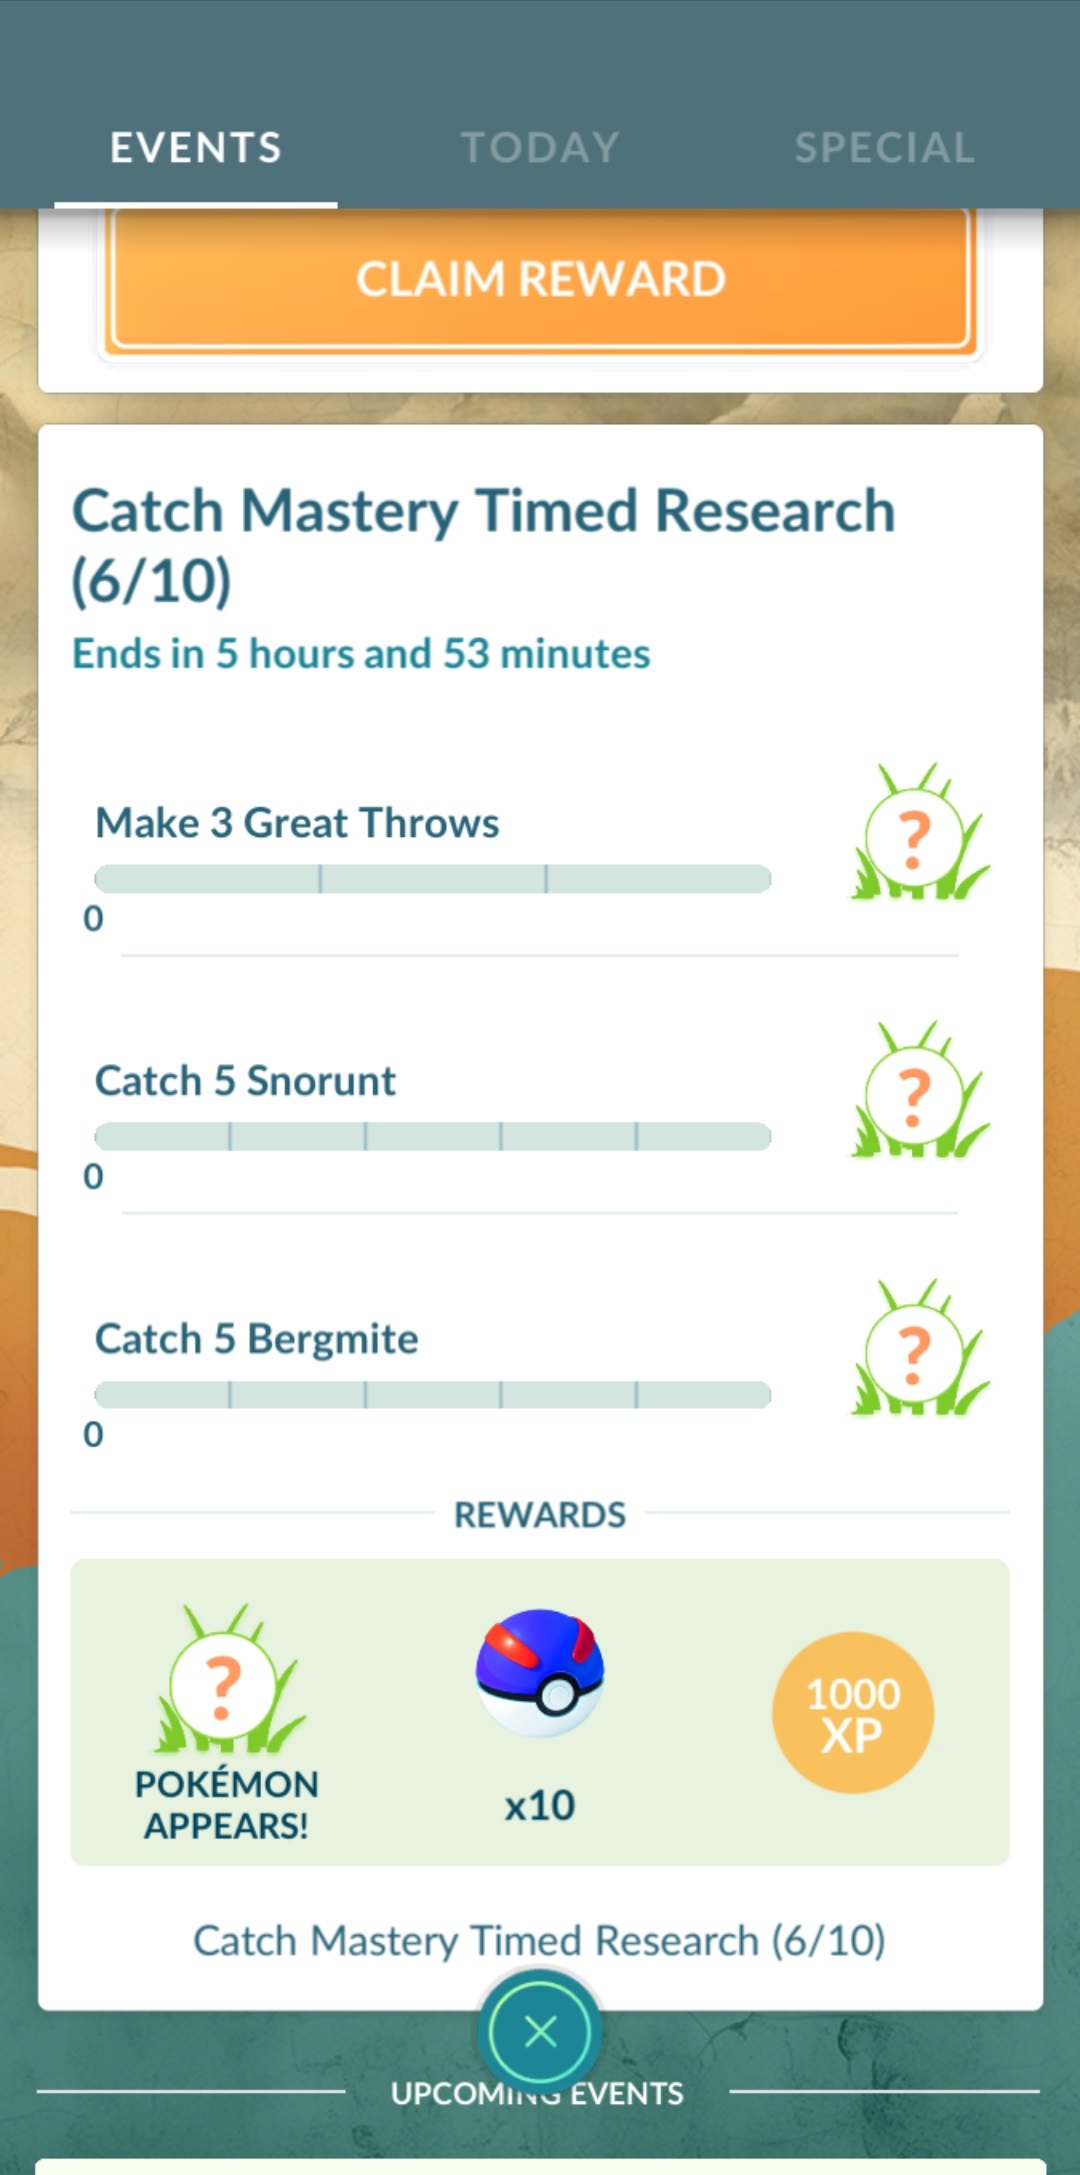 EVENTS TODAY SPECIAL
CLAIM REWARD
Catch Mastery Timed Research
(6/10)
Ends in 5 hours and 53 minutes
Make 3 Great Throws
?
0
Catch 5 Snorunt
?
0
Catch 5 Bergmite
?
0
REWARDS
?
POKÉMON
APPEARS!
x10
1000
XP
Catch Mastery Timed Research (6/10)
UPCOMING EVENTS